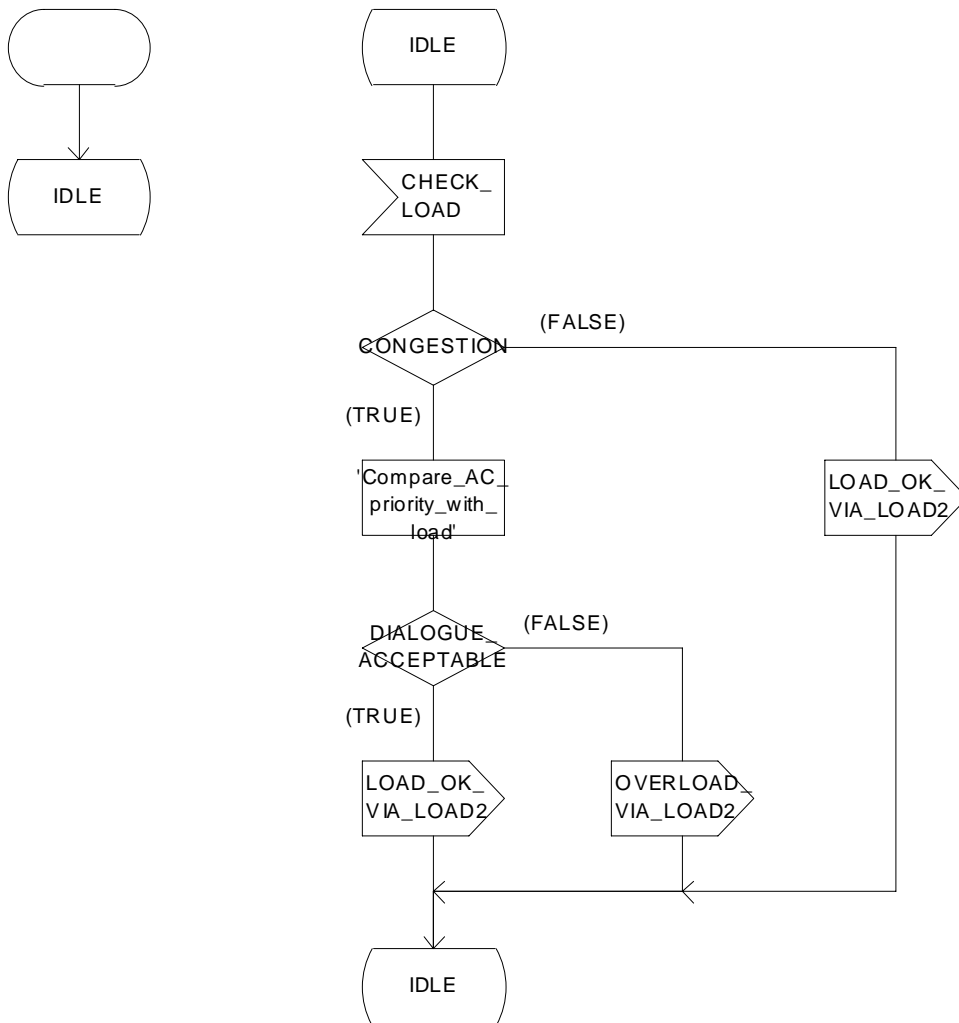 IDLE
IDLE
CHECK_
LOAD
(FALSE)
CONGESTION
(TRUE)
'Compare_AC_
priority_with_
load'
LOAD_OK_
VIA_LOAD2
(FALSE)
DIALOGUE_
ACCEPTABLE
(TRUE)
LOAD_OK_
VIA_LOAD2
OVERLOAD_
VIA_LOAD2
IDLE